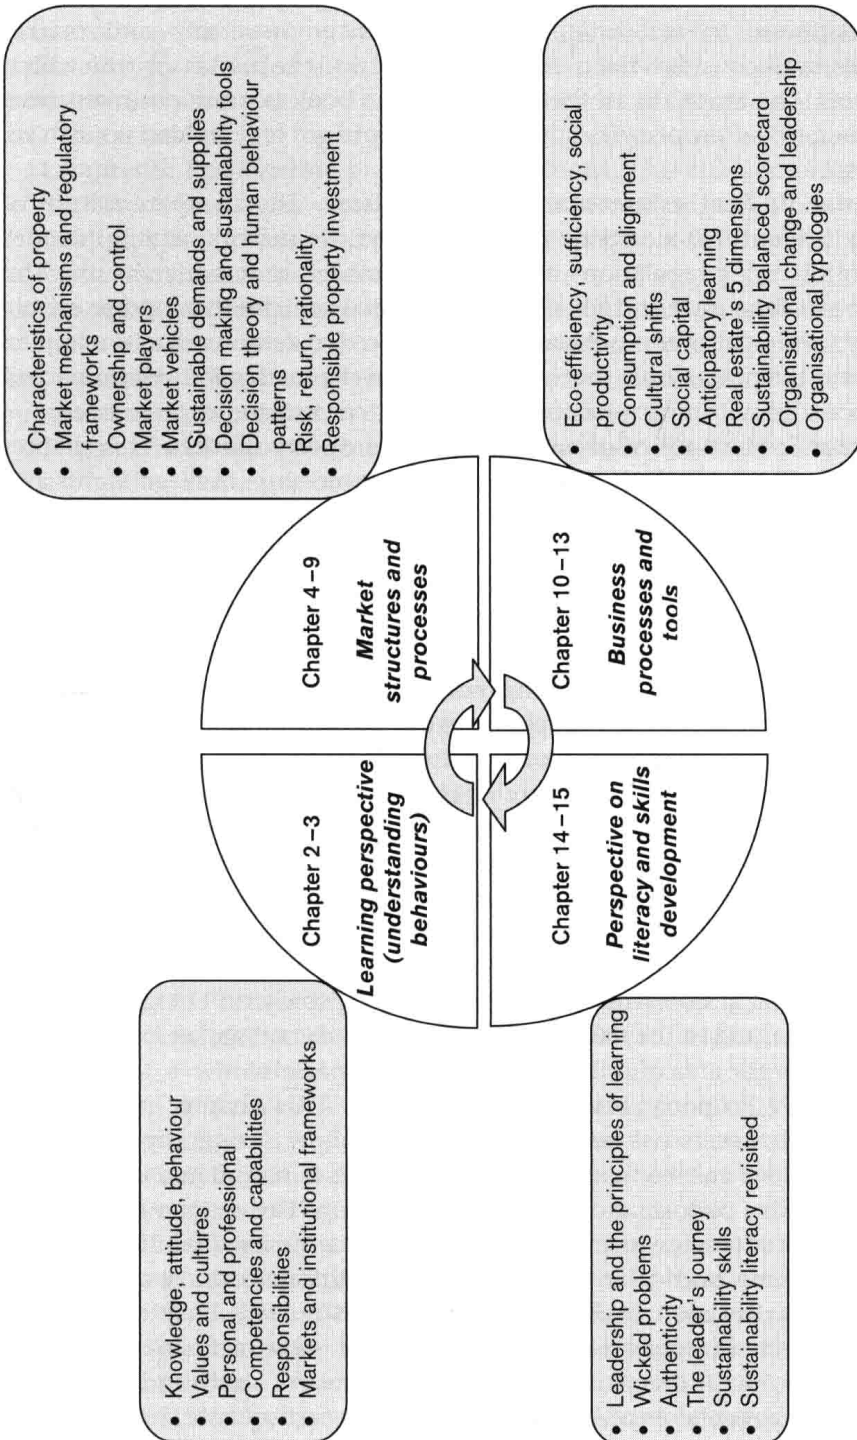 • Knowledge, attitude, behaviour
• Values and cultures
• Personal and professional
• Competencies and capabilities
• Responsibilities
• Markets and institutional frameworks
Chapter 2–3
Learning perspective
(understanding
behaviours)
Chapter 4–9
Market
structures and
processes
• Characteristics of property
• Market mechanisms and regulatory
frameworks
• Ownership and control
• Market players
• Market vehicles
• Sustainable demands and supplies
• Decision making and sustainability tools
• Decision theory and human behaviour
patterns
• Risk, return, rationality
• Responsible property investment
• Leadership and the principles of learning
• Wicked problems
• Authenticity
• The leader's journey
• Sustainability skills
• Sustainability literacy revisited
Chapter 14–15
Perspective on
literacy and skills
development
Chapter 10–13
Business
processes and
tools
• Eco-efficiency, sufficiency, social
productivity
• Consumption and alignment
• Cultural shifts
• Social capital
• Anticipatory learning
• Real estate's 5 dimensions
• Sustainability balanced scorecard
• Organisational change and leadership
• Organisational typologies